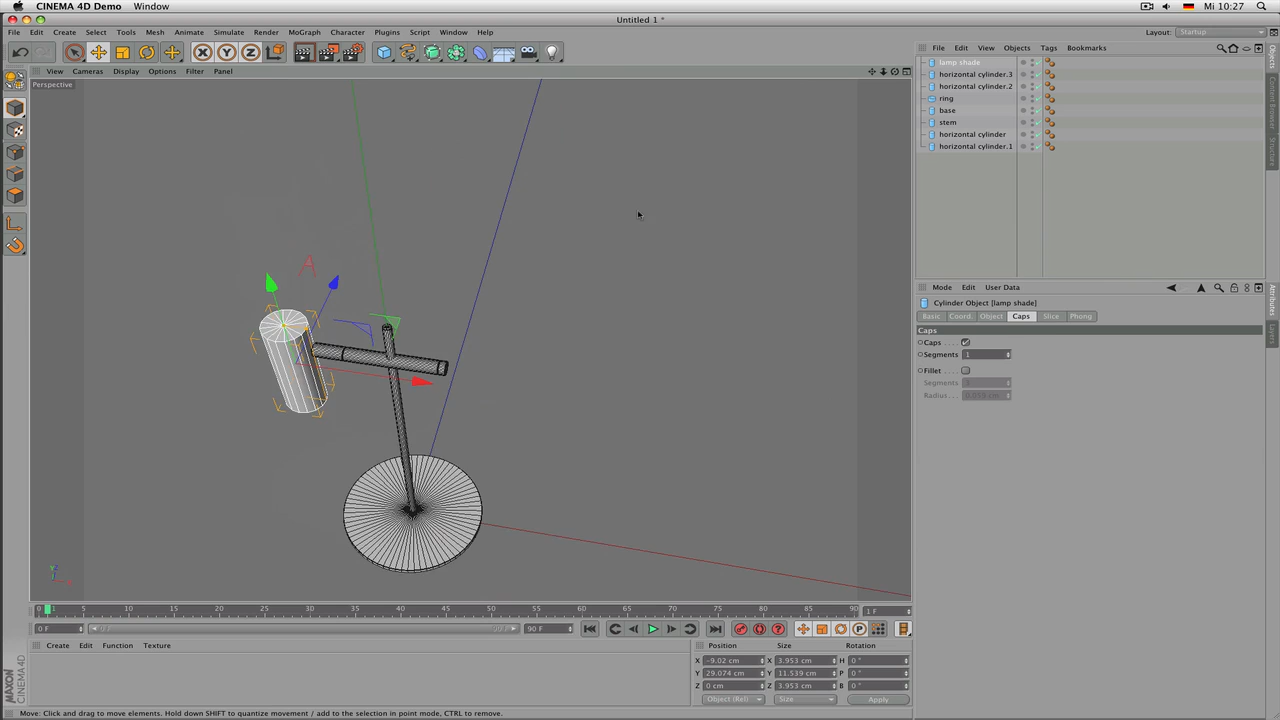 CINEMA 4D Demo Window Mi 10:27
Untitled 1 *
File Edit Create Select Tools Mesh Animate Simulate Render MoGraph Character Plugins Script Window Help Layout: Startup
File Edit View Objects Tags Bookmarks
View Cameras Display Options Filter Panel
Perspective
lamp shade
horizontal cylinder.3
horizontal cylinder.2
ring
base
stem
horizontal cylinder
horizontal cylinder.1
Objects
Content Browser
Structure
Mode Edit User Data
Cylinder Object [lamp shade]
Basic Coord. Object Caps Slice Phong
Caps
Caps
Segments 1
Fillet
Segments
Radius
Attributes
Layers
0 1 5 10 15 20 25 30 35 40 45 50 55 60 65 70 75 80 85 90 1 F
0 F 90 F
Create Edit Function Texture
Position Size Rotation
X -9.02 cm X 3.953 cm H 0 °
Y 29.074 cm Y 11.539 cm P 0 °
Z 0 cm Z 3.953 cm B 0 °
Object (Rel) Size Apply
MAXON
CINEMA 4D
Move: Click and drag to move elements. Hold down SHIFT to quantize movement / add to the selection in point mode, CTRL to remove.